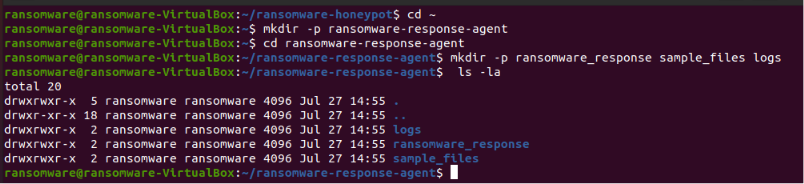 ransomware@ransomware-VirtualBox:~/ransomware-honeypot$ cd ~
ransomware@ransomware-VirtualBox:~$ mkdir -p ransomware-response-agent
ransomware@ransomware-VirtualBox:~$ cd ransomware-response-agent
ransomware@ransomware-VirtualBox:~/ransomware-response-agent$ mkdir -p ransomware_response sample_files logs
ransomware@ransomware-VirtualBox:~/ransomware-response-agent$  ls -la
total 20
drwxrwxr-x  5 ransomware ransomware 4096 Jul 27 14:55 .
drwxr-xr-x 18 ransomware ransomware 4096 Jul 27 14:55 ..
drwxrwxr-x  2 ransomware ransomware 4096 Jul 27 14:55 logs
drwxrwxr-x  2 ransomware ransomware 4096 Jul 27 14:55 ransomware_response
drwxrwxr-x  2 ransomware ransomware 4096 Jul 27 14:55 sample_files
ransomware@ransomware-VirtualBox:~/ransomware-response-agent$